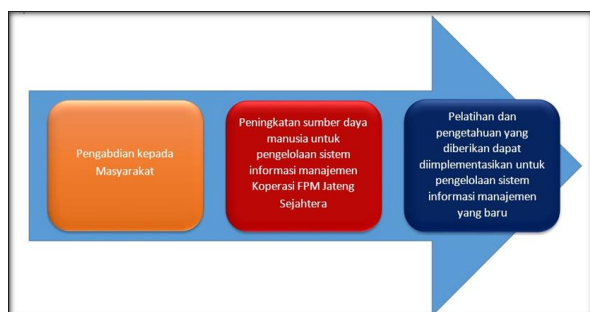 Pengabdian kepada
Masyarakat
Peningkatan sumber daya
manusia untuk
pengelolaan sistem
informasi manajemen
Koperasi FPM Jateng
Sejahtera
Pelatihan dan
pengetahuan yang
diberikan dapat
diimplementasikan untuk
pengelolaan sistem
informasi manajemen
yang baru